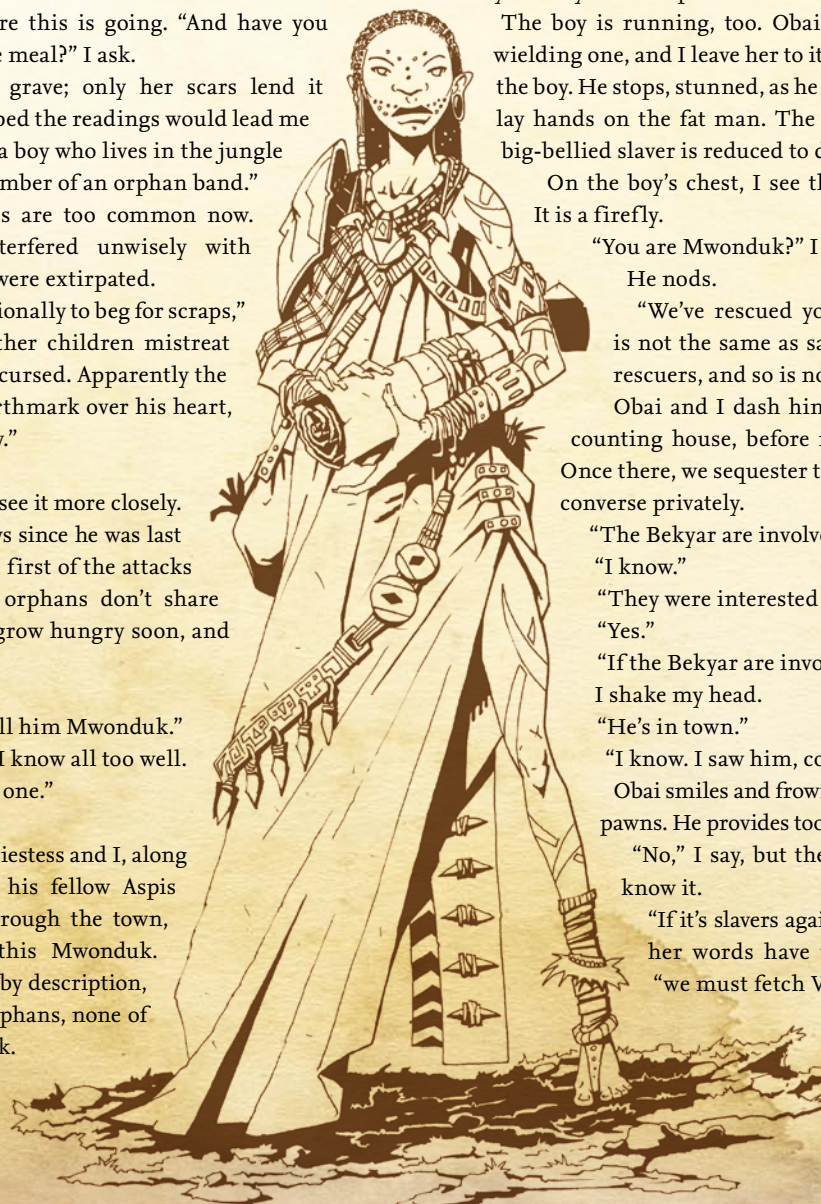 re this is going. “And have you
e meal?” I ask.
grave; only her scars lend it
ped the readings would lead me
a boy who lives in the jungle
mber of an orphan band.”
s are too common now.
terfered unwisely with
were extirpated.
ionally to beg for scraps,”
ther children mistreat
cursed. Apparently the
rthmark over his heart,
y.”
see it more closely.
ys since he was last
first of the attacks
orphans don’t share
grow hungry soon, and
ll him Mwonduk.”
I know all too well.
one.”
iestess and I, along
his fellow Aspis
rough the town,
this Mwonduk.
by description,
phans, none of
k.
The boy is running, too. Obai
wielding one, and I leave her to it
the boy. He stops, stunned, as he
lay hands on the fat man. The
big-bellied slaver is reduced to d
On the boy’s chest, I see th
It is a firefly.
“You are Mwonduk?” I
He nods.
“We’ve rescued yo
is not the same as sa
rescuers, and so is no
Obai and I dash him
counting house, before
Once there, we sequester t
converse privately.
“The Bekyar are involve
“I know.”
“They were interested
“Yes.”
“If the Bekyar are invo
I shake my head.
“He’s in town.”
“I know. I saw him, co
Obai smiles and frow
pawns. He provides too
“No,” I say, but the
know it.
“If it’s slavers agai
her words have
“we must fetch V